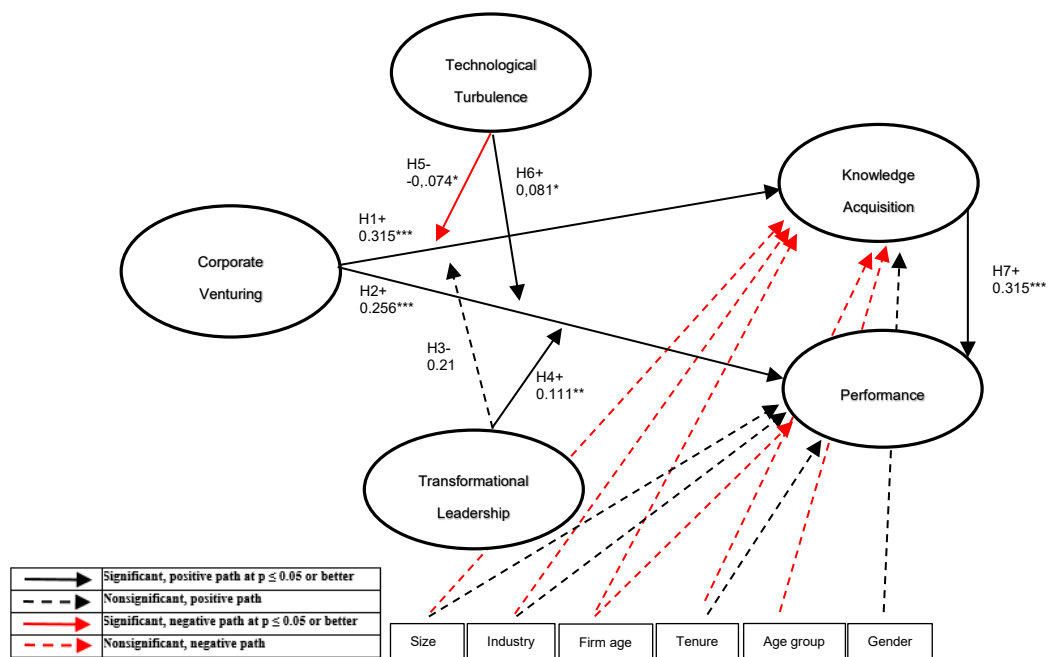 Technological
Turbulence
H5-
-0,.074*
H6+
0,081*
Knowledge
Acquisition
H1+
0.315***
Corporate
Venturing
H2+
0.256***
H7+
0.315***
H3-
0.21
H4+
0.111**
Performance
Transformational
Leadership
Significant, positive path at p ≤ 0.05 or better
Nonsignificant, positive path
Significant, negative path at p ≤ 0.05 or better
Nonsignificant, negative path
Size
Industry
Firm age
Tenure
Age group
Gender